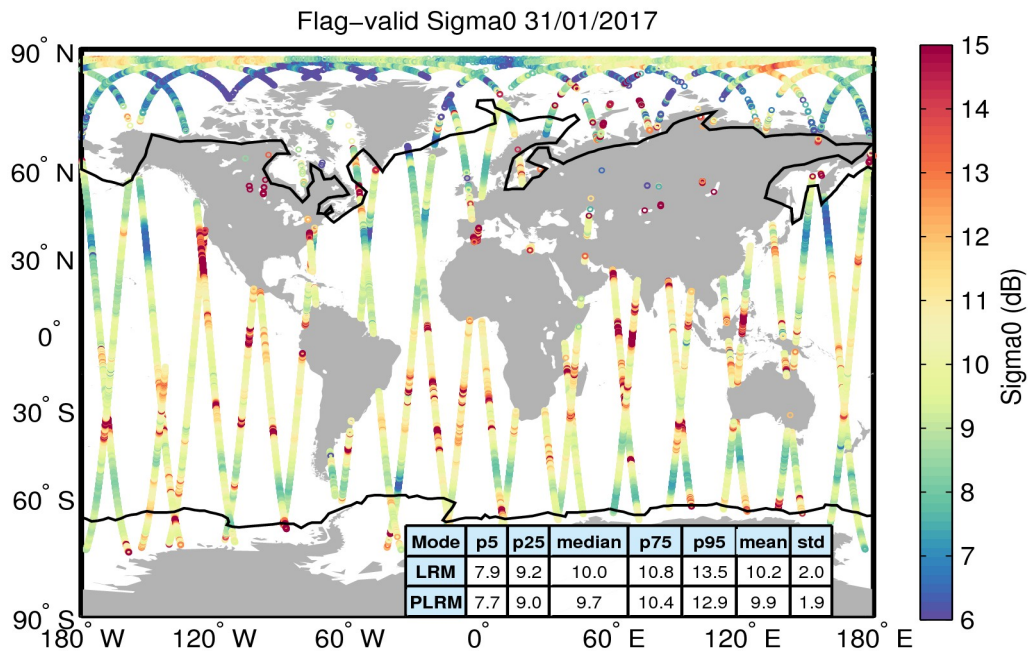 Flag−valid Sigma0 31/01/2017
90° N
60° N
30° N
0°
30° S
60° S
90° S
180° W
120° W
60° W
0°
60° E
120° E
180° E
Mode p5 p25 median p75 p95 mean std
LRM 7.9 9.2 10.0 10.8 13.5 10.2 2.0
PLRM 7.7 9.0 9.7 10.4 12.9 9.9 1.9
15
14
13
12
11
10
9
8
7
6
Sigma0 (dB)